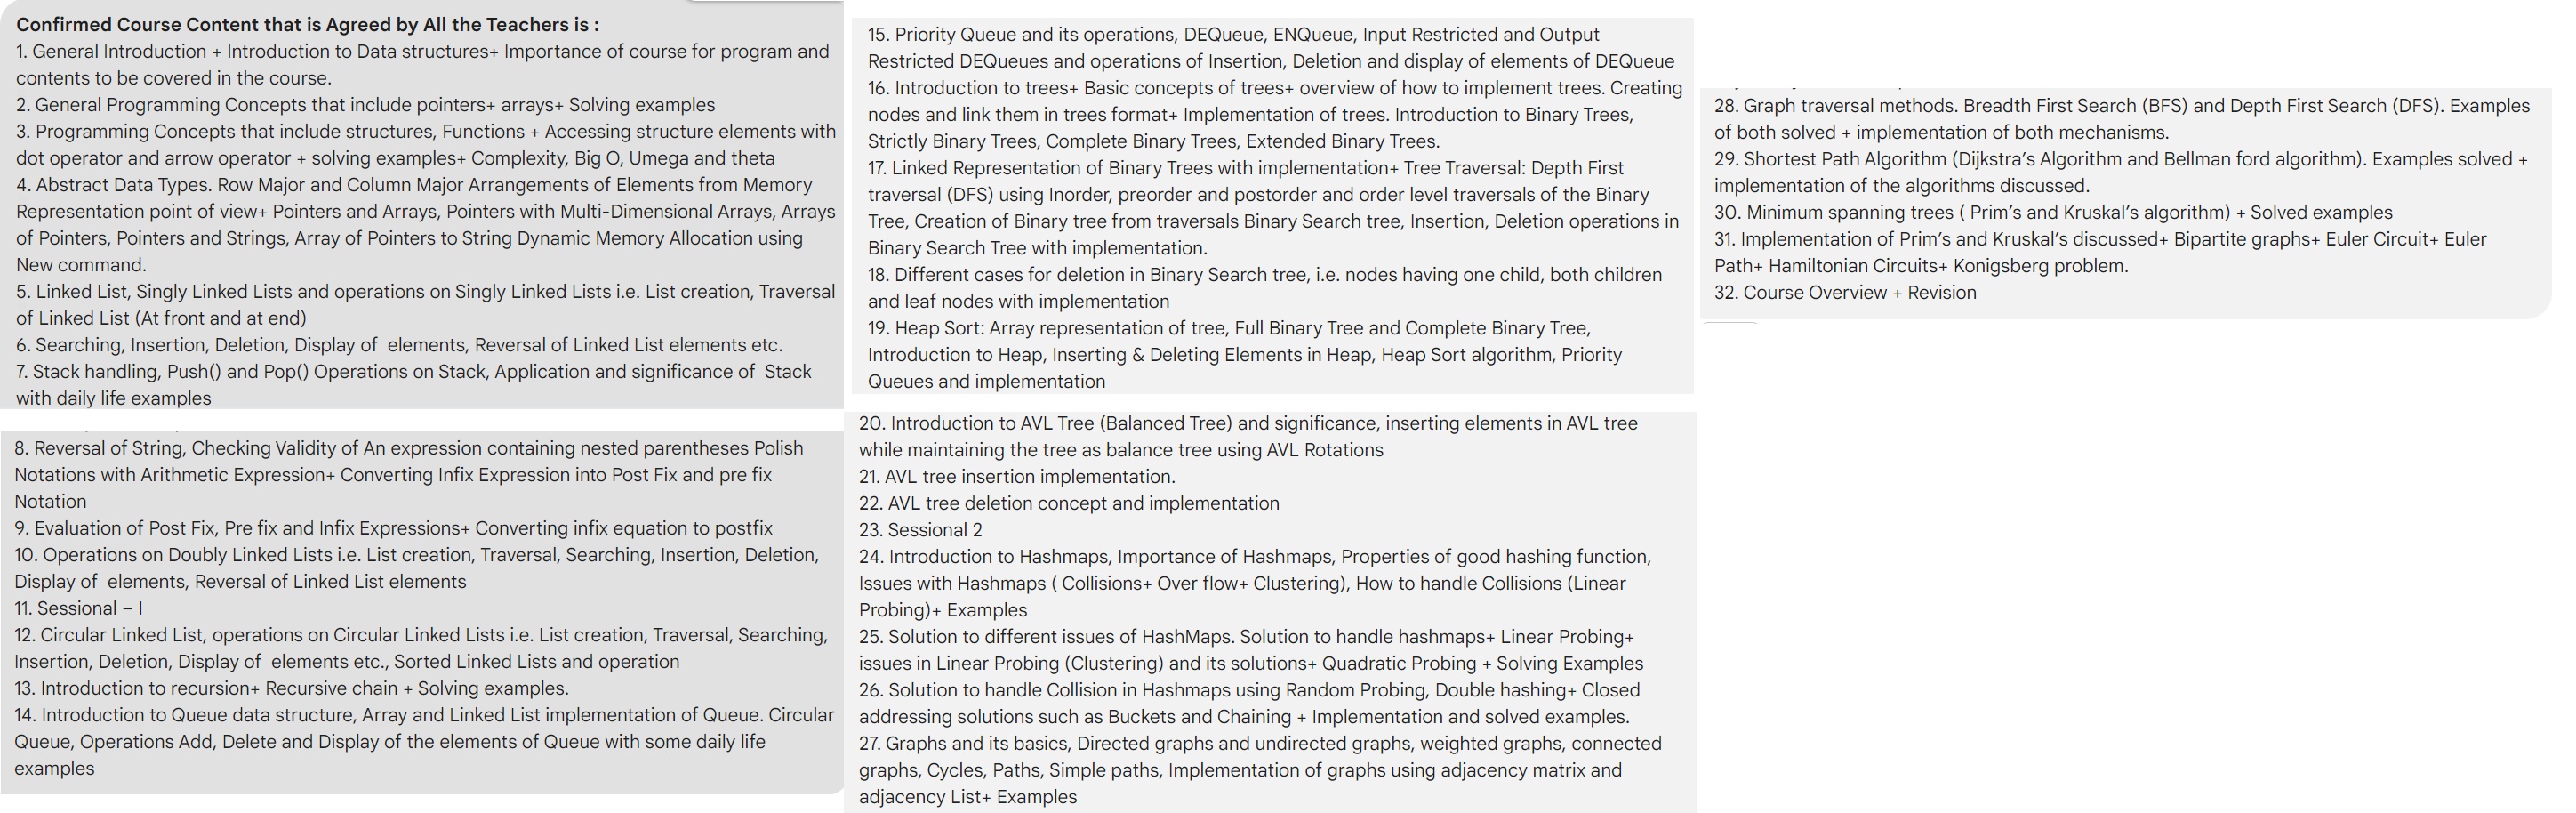 Confirmed Course Content that is Agreed by All the Teachers is :
1. General Introduction + Introduction to Data structures+ Importance of course for program and
contents to be covered in the course.
2. General Programming Concepts that include pointers+ arrays+ Solving examples
3. Programming Concepts that include structures, Functions + Accessing structure elements with
dot operator and arrow operator + solving examples+ Complexity, Big O, Umega and theta
4. Abstract Data Types. Row Major and Column Major Arrangements of Elements from Memory
Representation point of view+ Pointers and Arrays, Pointers with Multi-Dimensional Arrays, Arrays
of Pointers, Pointers and Strings, Array of Pointers to String Dynamic Memory Allocation using
New command.
5. Linked List, Singly Linked Lists and operations on Singly Linked Lists i.e. List creation, Traversal
of Linked List (At front and at end)
6. Searching, Insertion, Deletion, Display of  elements, Reversal of Linked List elements etc.
7. Stack handling, Push() and Pop() Operations on Stack, Application and significance of  Stack
with daily life examples
8. Reversal of String, Checking Validity of An expression containing nested parentheses Polish
Notations with Arithmetic Expression+ Converting Infix Expression into Post Fix and pre fix
Notation
9. Evaluation of Post Fix, Pre fix and Infix Expressions+ Converting infix equation to postfix
10. Operations on Doubly Linked Lists i.e. List creation, Traversal, Searching, Insertion, Deletion,
Display of  elements, Reversal of Linked List elements
11. Sessional – I
12. Circular Linked List, operations on Circular Linked Lists i.e. List creation, Traversal, Searching,
Insertion, Deletion, Display of  elements etc., Sorted Linked Lists and operation
13. Introduction to recursion+ Recursive chain + Solving examples.
14. Introduction to Queue data structure, Array and Linked List implementation of Queue. Circular
Queue, Operations Add, Delete and Display of the elements of Queue with some daily life
examples
15. Priority Queue and its operations, DEQueue, ENQueue, Input Restricted and Output
Restricted DEQueues and operations of Insertion, Deletion and display of elements of DEQueue
16. Introduction to trees+ Basic concepts of trees+ overview of how to implement trees. Creating
nodes and link them in trees format+ Implementation of trees. Introduction to Binary Trees,
Strictly Binary Trees, Complete Binary Trees, Extended Binary Trees.
17. Linked Representation of Binary Trees with implementation+ Tree Traversal: Depth First
traversal (DFS) using Inorder, preorder and postorder and order level traversals of the Binary
Tree, Creation of Binary tree from traversals Binary Search tree, Insertion, Deletion operations in
Binary Search Tree with implementation.
18. Different cases for deletion in Binary Search tree, i.e. nodes having one child, both children
and leaf nodes with implementation
19. Heap Sort: Array representation of tree, Full Binary Tree and Complete Binary Tree,
Introduction to Heap, Inserting & Deleting Elements in Heap, Heap Sort algorithm, Priority
Queues and implementation
20. Introduction to AVL Tree (Balanced Tree) and significance, inserting elements in AVL tree
while maintaining the tree as balance tree using AVL Rotations
21. AVL tree insertion implementation.
22. AVL tree deletion concept and implementation
23. Sessional 2
24. Introduction to Hashmaps, Importance of Hashmaps, Properties of good hashing function,
Issues with Hashmaps ( Collisions+ Over flow+ Clustering), How to handle Collisions (Linear
Probing)+ Examples
25. Solution to different issues of HashMaps. Solution to handle hashmaps+ Linear Probing+
issues in Linear Probing (Clustering) and its solutions+ Quadratic Probing + Solving Examples
26. Solution to handle Collision in Hashmaps using Random Probing, Double hashing+ Closed
addressing solutions such as Buckets and Chaining + Implementation and solved examples.
27. Graphs and its basics, Directed graphs and undirected graphs, weighted graphs, connected
graphs, Cycles, Paths, Simple paths, Implementation of graphs using adjacency matrix and
adjacency List+ Examples
28. Graph traversal methods. Breadth First Search (BFS) and Depth First Search (DFS). Examples
of both solved + implementation of both mechanisms.
29. Shortest Path Algorithm (Dijkstra's Algorithm and Bellman ford algorithm). Examples solved +
implementation of the algorithms discussed.
30. Minimum spanning trees ( Prim's and Kruskal's algorithm) + Solved examples
31. Implementation of Prim's and Kruskal's discussed+ Bipartite graphs+ Euler Circuit+ Euler
Path+ Hamiltonian Circuits+ Konigsberg problem.
32. Course Overview + Revision